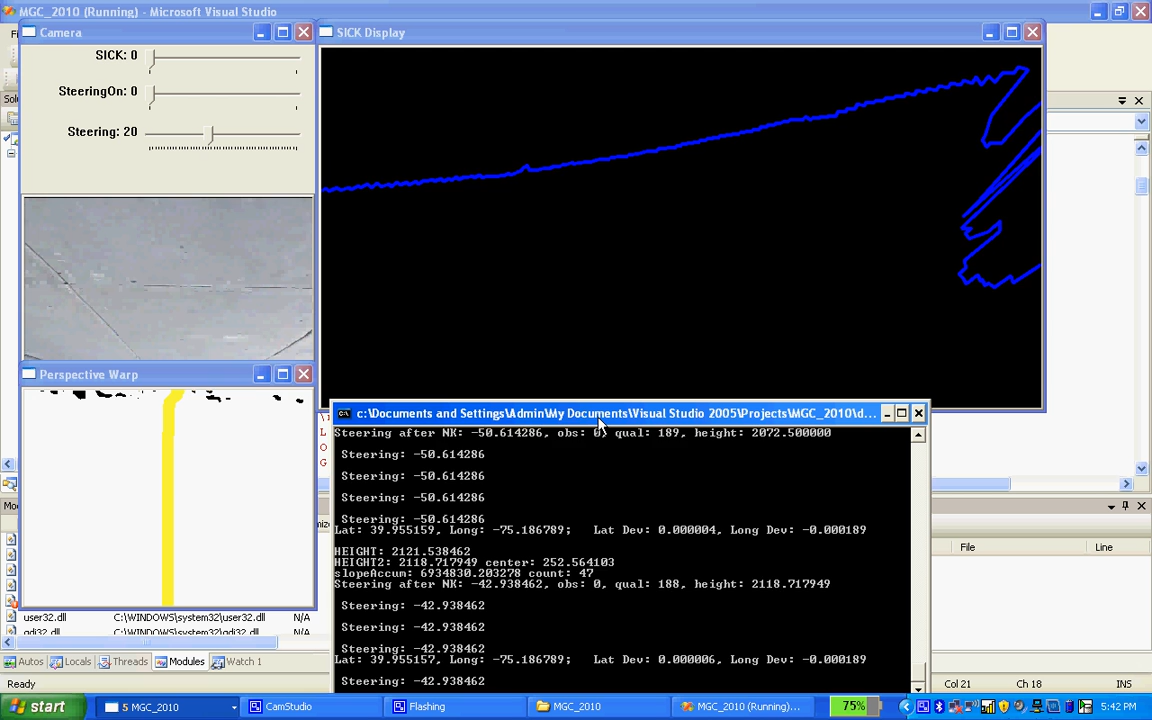 MGC_2010 (Running) - Microsoft Visual Studio
Camera
SICK Display
SICK: 0
SteeringOn: 0
Steering: 20
Perspective Warp
c:\Documents and Settings\Admin\My Documents\Visual Studio 2005\Projects\MGC_2010\d...
Steering after NK: -50.614286, obs: 0, qual: 189, height: 2072.500000
Steering: -50.614286
Steering: -50.614286
Steering: -50.614286
Steering: -50.614286
Lat: 39.955159, Long: -75.186789; Lat Dev: 0.000004, Long Dev: -0.000189
HEIGHT: 2121.538462
HEIGHT2: 2118.717949 center: 252.564103
slopeAccum: 6934830.203278 count: 47
Steering after NK: -42.938462, obs: 0, qual: 188, height: 2118.717949
Steering: -42.938462
Steering: -42.938462
Steering: -42.938462
Lat: 39.955157, Long: -75.186789; Lat Dev: 0.000006, Long Dev: -0.000189
Steering: -42.938462
File Line
user32.dll C:\WINDOWS\system32\user32.dll N/A
gdi32.dll C:\WINDOWS\system32\gdi32.dll N/A
Autos Locals Threads Modules Watch 1
Ready Col 21 Ch 18 INS
start 5 MGC_2010 CamStudio Flashing MGC_2010 MGC_2010 (Running)... 75% 5:42 PM